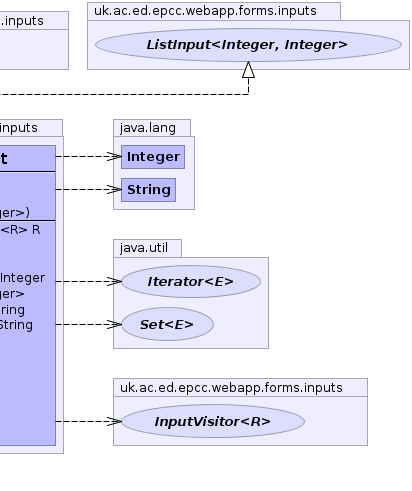 .inputs
uk.ac.ed.epcc.webapp.forms.inputs
ListInput<Integer, Integer>
inputs
t
ger>)
<R> R
Integer
ger>
ring
String
java.lang
Integer
String
java.util
Iterator<E>
Set<E>
uk.ac.ed.epcc.webapp.forms.inputs
InputVisitor<R>